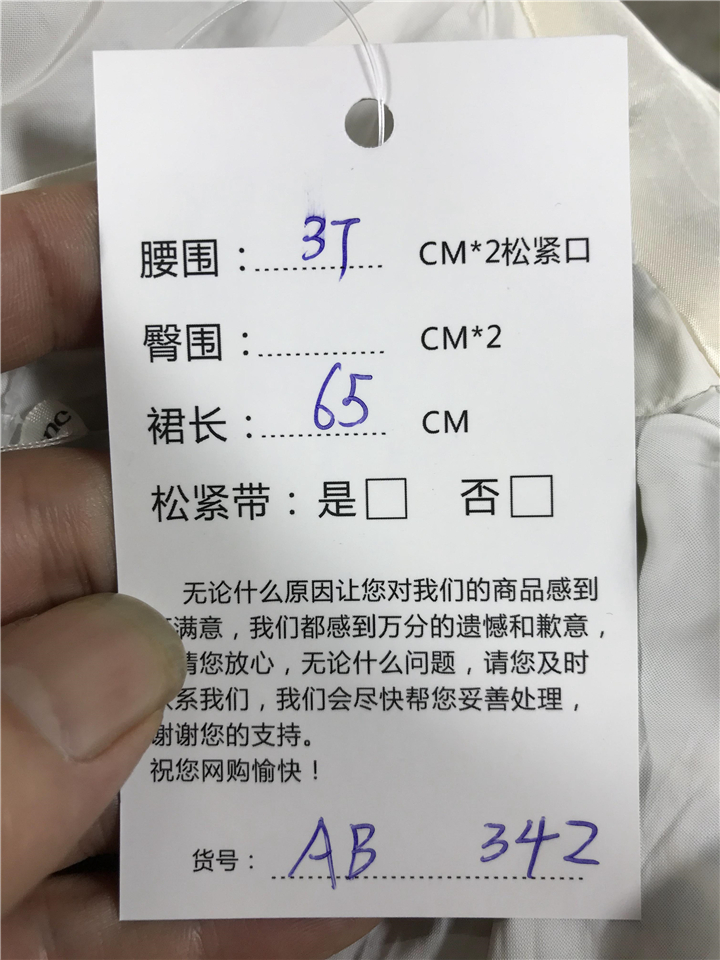 腰围：3T CM*2松紧口
臀围： CM*2
裙长：65 CM
松紧带：是□ 否□
无论什么原因让您对我们的商品感到
满意，我们都感到万分的遗憾和歉意，
请您放心，无论什么问题，请您及时
系我们，我们会尽快帮您妥善处理，
谢谢您的支持。
祝您网购愉快！
货号：AB 342
nc